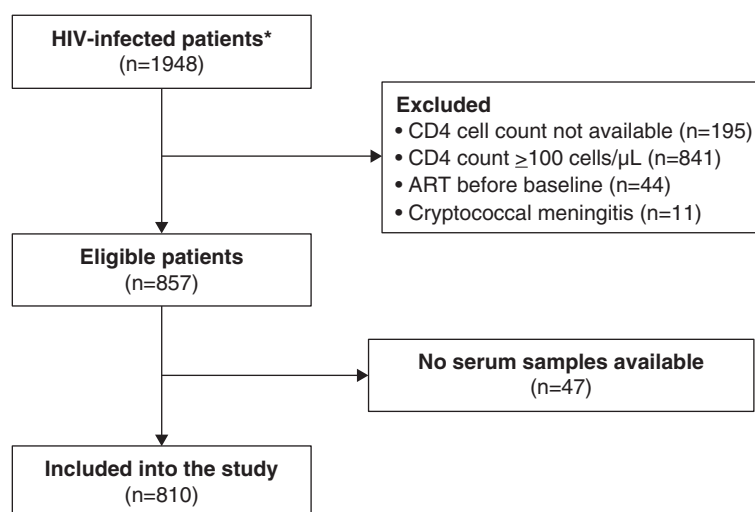 HIV-infected patients*
(n=1948)
Excluded
• CD4 cell count not available (n=195)
• CD4 count ≥100 cells/µL (n=841)
• ART before baseline (n=44)
• Cryptococcal meningitis (n=11)
Eligible patients
(n=857)
No serum samples available
(n=47)
Included into the study
(n=810)